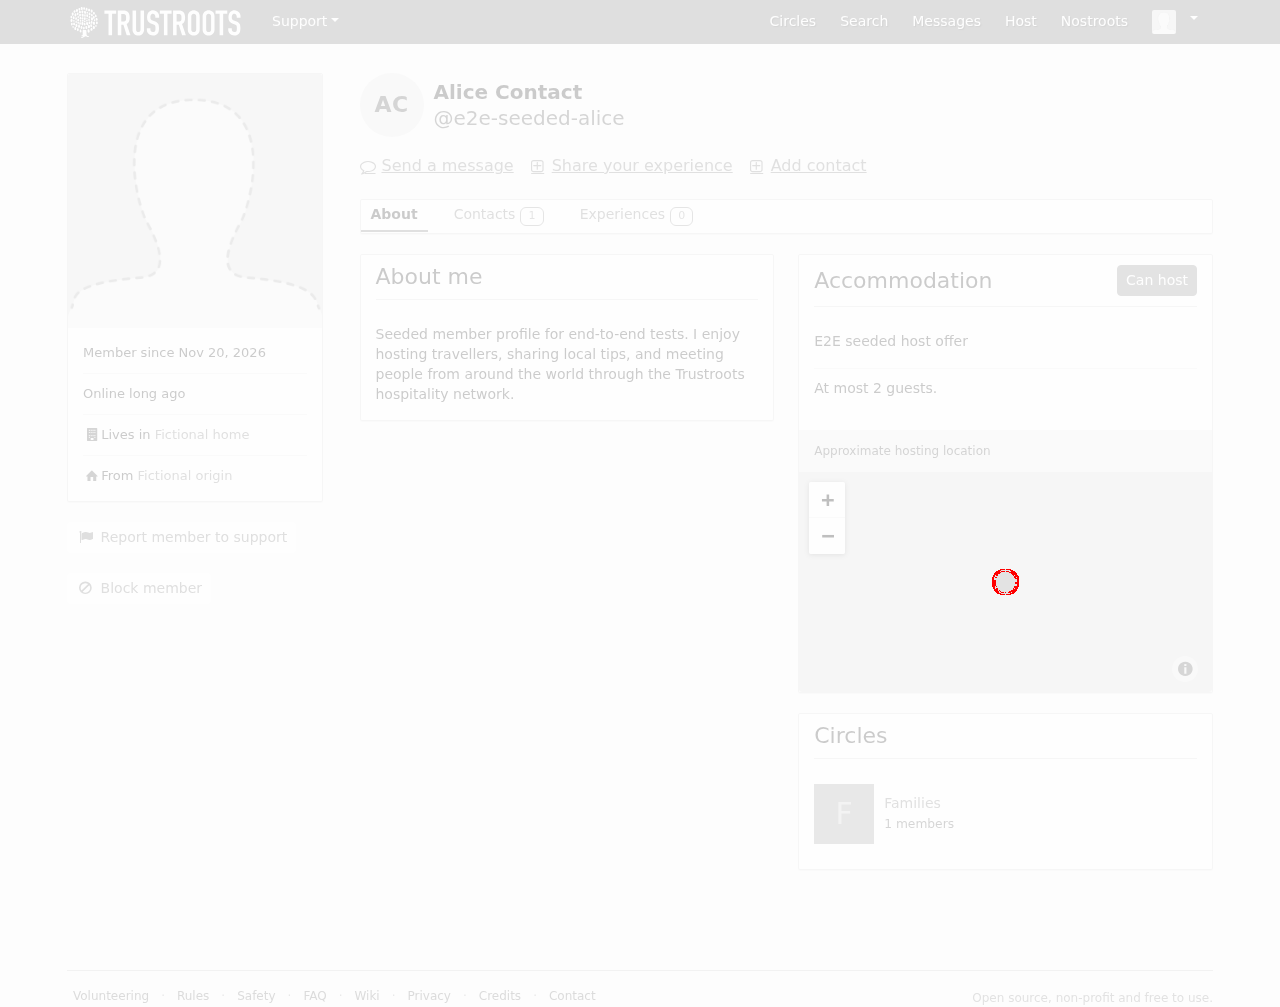 TRUSTROOTS Support Circles Search Messages Host Nostroots
AC
Alice Contact
@e2e-seeded-alice
Send a message Share your experience Add contact
About Contacts 1 Experiences 0
Member since Nov 20, 2026
Online long ago
Lives in Fictional home
From Fictional origin
Report member to support
Block member
About me
Seeded member profile for end-to-end tests. I enjoy
hosting travellers, sharing local tips, and meeting
people from around the world through the Trustroots
hospitality network.
Accommodation Can host
E2E seeded host offer
At most 2 guests.
Approximate hosting location
+
−
Circles
F
Families
1 members
Volunteering · Rules · Safety · FAQ · Wiki · Privacy · Credits · Contact
Open source, non-profit and free to use.